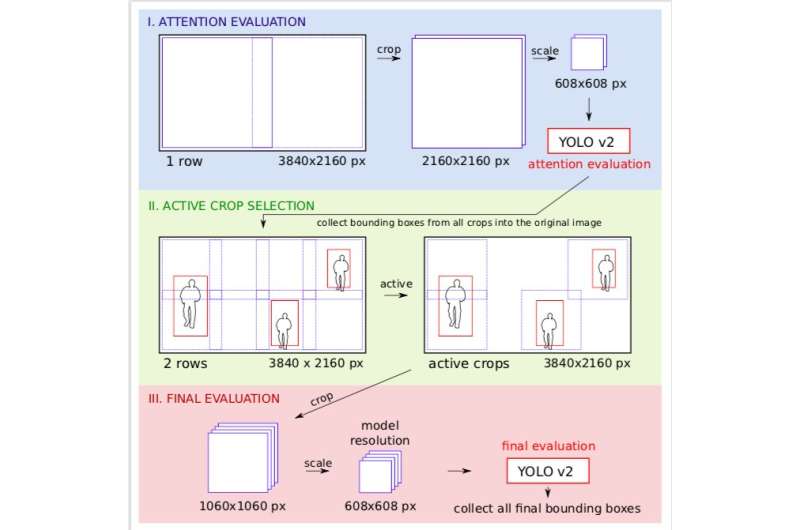 I. ATTENTION EVALUATION
crop
scale
608x608 px
YOLO v2
1 row
3840x2160 px
2160x2160 px
attention evaluation
II. ACTIVE CROP SELECTION
collect bounding boxes from all crops into the original image
active
2 rows
3840 x 2160 px
active crops
3840x2160 px
III. FINAL EVALUATION
crop
model
resolution
final evaluation
scale
YOLO v2
1060x1060 px
608x608 px
collect all final bounding boxes